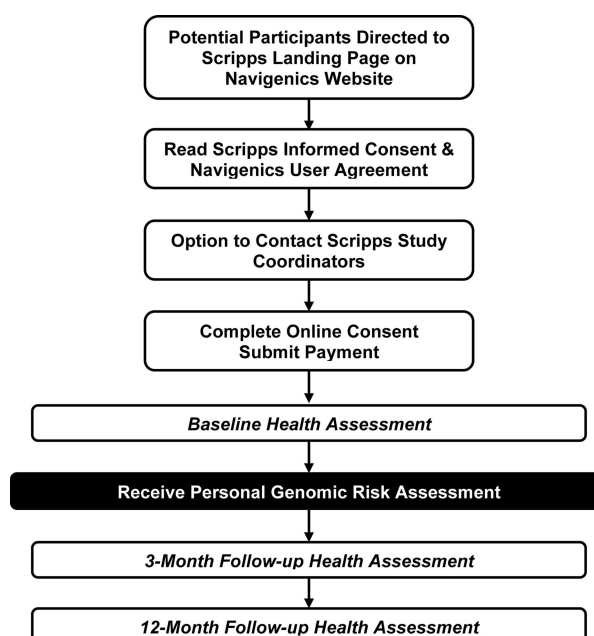 Potential Participants Directed to
Scripps Landing Page on
Navigenics Website
Read Scripps Informed Consent &
Navigenics User Agreement
Option to Contact Scripps Study
Coordinators
Complete Online Consent
Submit Payment
Baseline Health Assessment
Receive Personal Genomic Risk Assessment
3-Month Follow-up Health Assessment
12-Month Follow-up Health Assessment